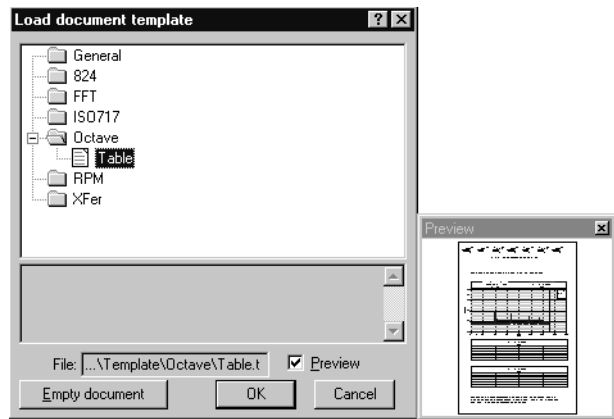 Load document template
General
824
FFT
ISO717
Octave
Table
RPM
XFer
File: ...\Template\Octave\Table.t
Preview
Empty document
OK
Cancel
Preview